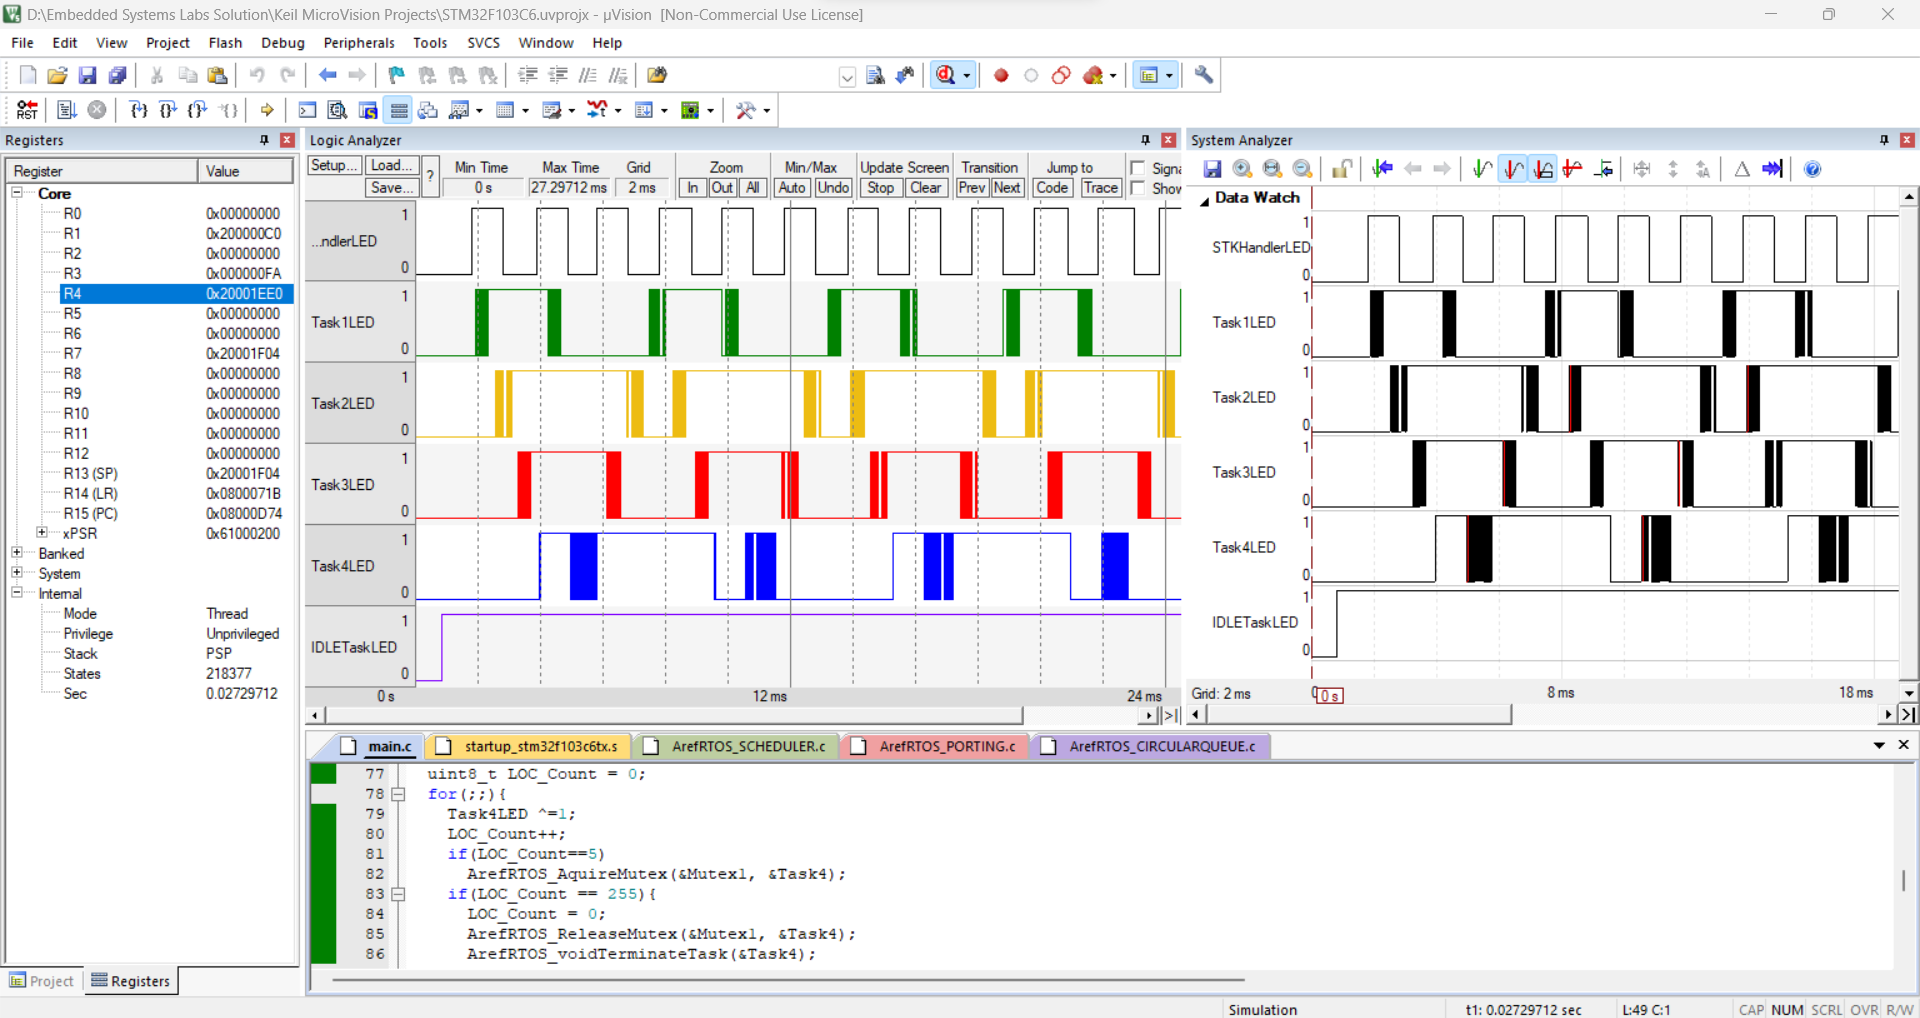 D:\Embedded Systems Labs Solution\Keil MicroVision Projects\STM32F103C6.uvprojx - µVision [Non-Commercial Use License]
File Edit View Project Flash Debug Peripherals Tools SVCS Window Help
RST
Registers
Register Value
Core
R0 0x00000000
R1 0x200000C0
R2 0x00000000
R3 0x000000FA
R4 0x20001EE0
R5 0x00000000
R6 0x00000000
R7 0x20001F04
R8 0x00000000
R9 0x00000000
R10 0x00000000
R11 0x00000000
R12 0x00000000
R13 (SP) 0x20001F04
R14 (LR) 0x0800071B
R15 (PC) 0x08000D74
xPSR 0x61000200
Banked
System
Internal
Mode Thread
Privilege Unprivileged
Stack PSP
States 218377
Sec 0.02729712
Project Registers
Logic Analyzer
Setup... Load... ? Min Time Max Time Grid Zoom Min/Max Update Screen Transition Jump to Signa
Save... 0 s 27.29712 ms 2 ms In Out All Auto Undo Stop Clear Prev Next Code Trace Show
1
...ndlerLED
0
1
Task1LED
0
1
Task2LED
0
1
Task3LED
0
1
Task4LED
0
1
IDLETaskLED
0
0 s 12 ms 24 ms
System Analyzer
Data Watch
1
STKHandlerLED
0
1
Task1LED
0
1
Task2LED
0
1
Task3LED
0
1
Task4LED
0
1
IDLETaskLED
0
Grid: 2 ms 0 s 8 ms 18 ms
main.c startup_stm32f103c6tx.s ArefRTOS_SCHEDULER.c ArefRTOS_PORTING.c ArefRTOS_CIRCULARQUEUE.c
77 uint8_t LOC_Count = 0;
78 for(;;){
79 Task4LED ^=1;
80 LOC_Count++;
81 if(LOC_Count==5)
82 ArefRTOS_AquireMutex(&Mutex1, &Task4);
83 if(LOC_Count == 255){
84 LOC_Count = 0;
85 ArefRTOS_ReleaseMutex(&Mutex1, &Task4);
86 ArefRTOS_voidTerminateTask(&Task4);
Simulation t1: 0.02729712 sec L:49 C:1 CAP NUM SCRL OVR R/W